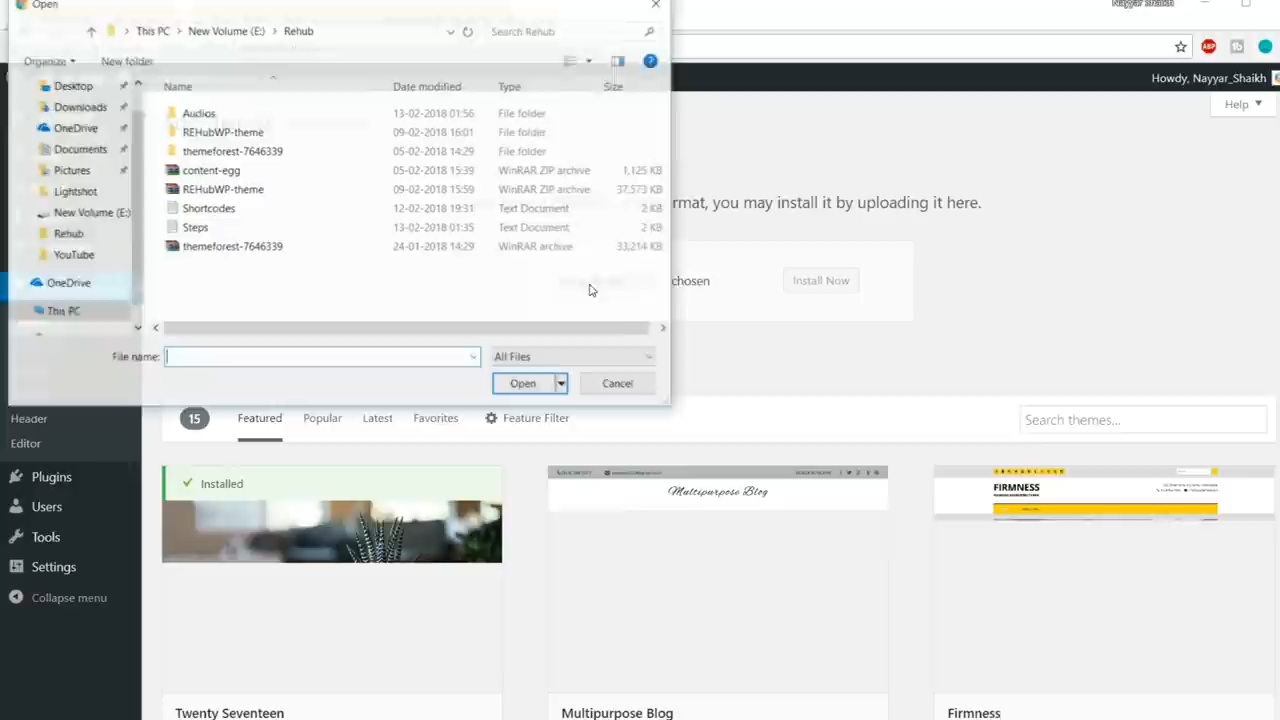 Open
Nayyar Shaikh
This PC > New Volume (E:) > Rehub
Search Rehub
Organize
New folder
Howdy, Nayyar_Shaikh
Help
Name Date modified Type Size
Desktop
Downloads
OneDrive
Documents
Pictures
Lightshot
New Volume (E:)
Rehub
YouTube
OneDrive
This PC
Audios 13-02-2018 01:56 File folder
REHubWP-theme 09-02-2018 16:01 File folder
themeforest-7646339 05-02-2018 14:29 File folder
content-egg 05-02-2018 15:39 WinRAR ZIP archive 1,125 KB
REHubWP-theme 09-02-2018 15:59 WinRAR ZIP archive 37,573 KB
Shortcodes 12-02-2018 19:31 Text Document 2 KB
Steps 13-02-2018 01:35 Text Document 2 KB
themeforest-7646339 24-01-2018 14:29 WinRAR archive 33,214 KB
rmat, you may install it by uploading it here.
chosen
Install Now
File name:
All Files
Open
Cancel
Header
Editor
Plugins
Users
Tools
Settings
Collapse menu
15 Featured Popular Latest Favorites Feature Filter
Search themes...
Installed
Multipurpose Blog
FIRMNESS
Twenty Seventeen
Multipurpose Blog
Firmness